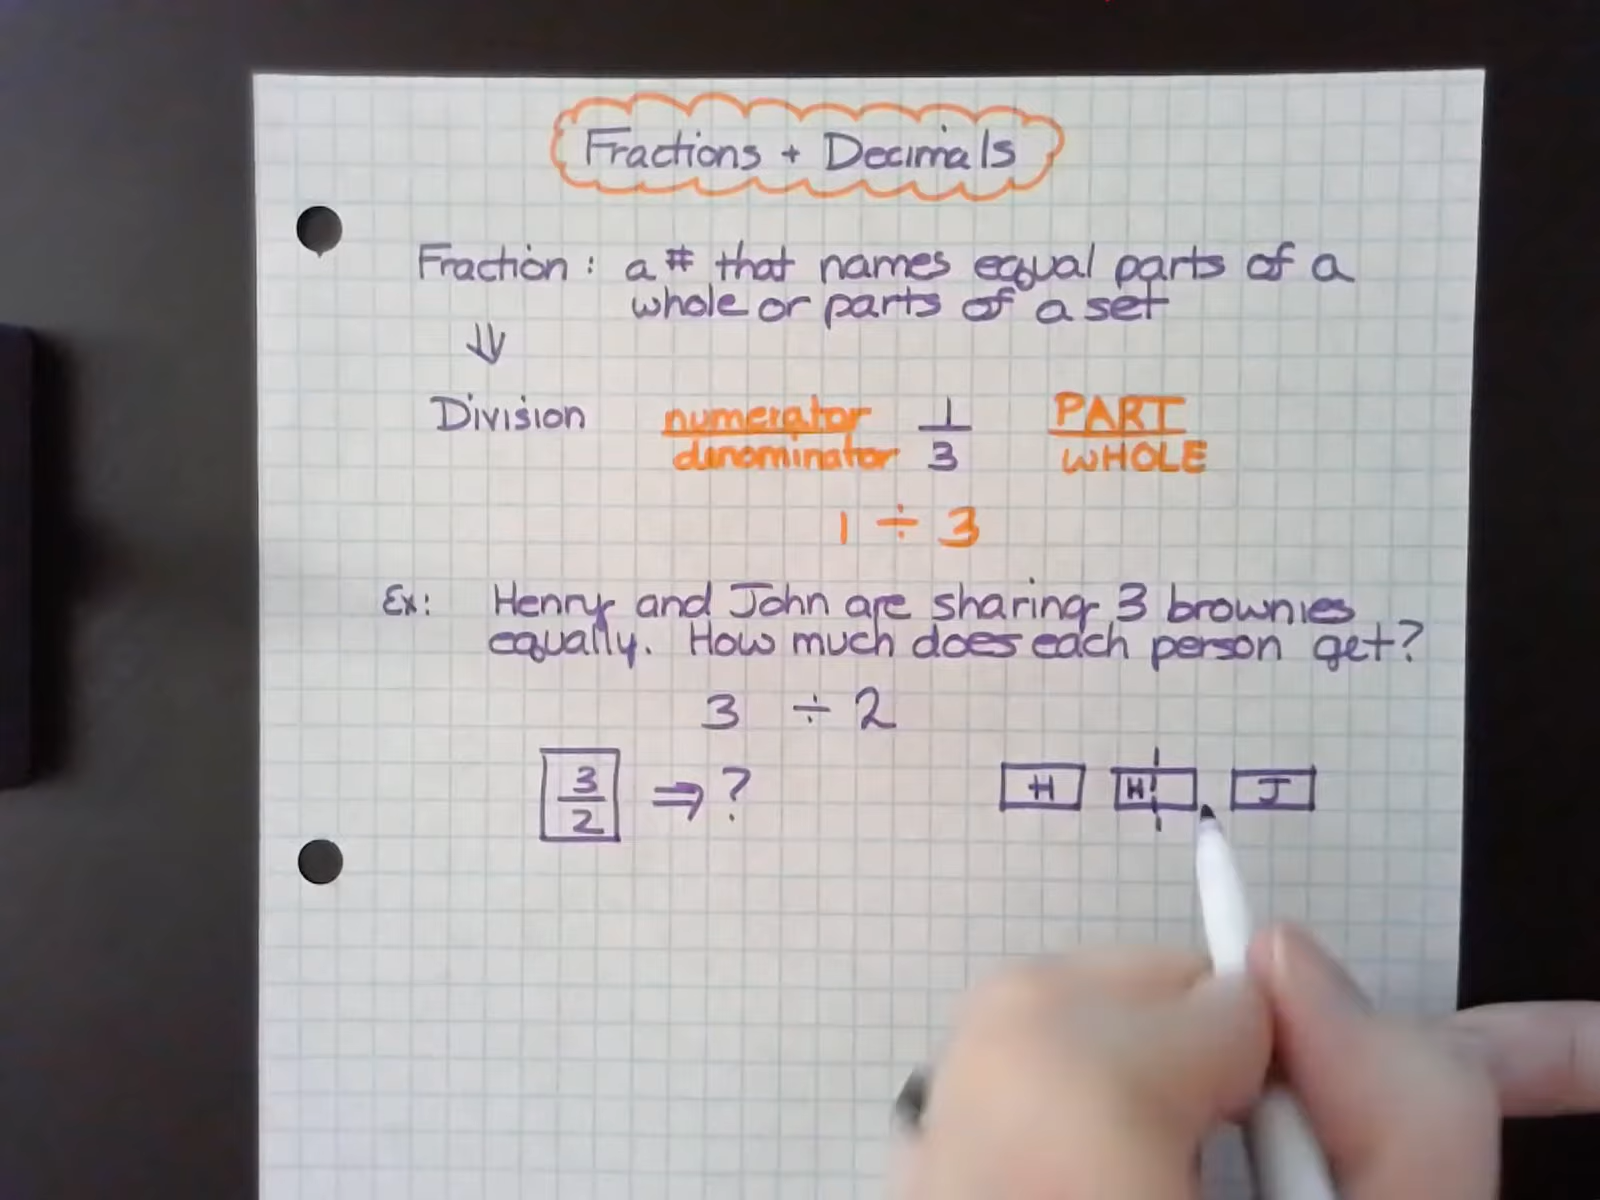 Fractions + Decimals
Fraction: a # that names equal parts of a
whole or parts of a set
⇓
Division numerator 1 PART
denominator 3 WHOLE
1 ÷ 3
Ex: Henry and John are sharing 3 brownies
equally. How much does each person get?
3 ÷ 2
3/2 ⇒ ? H H J